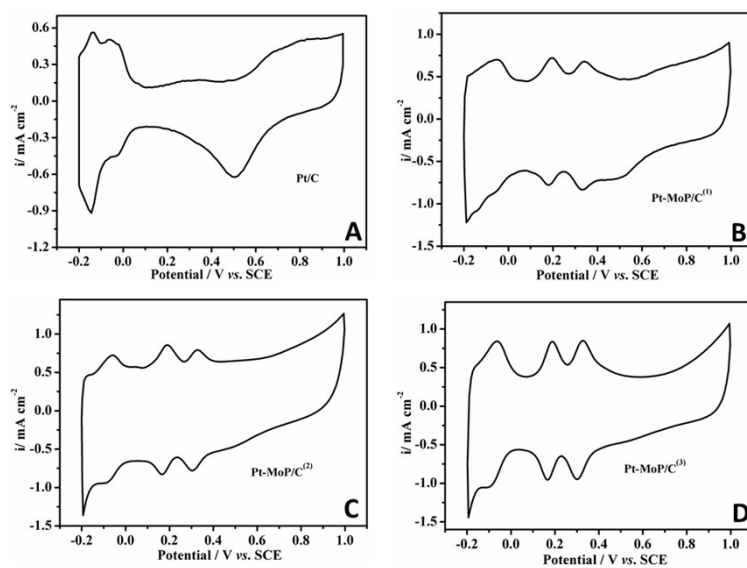 0.6
0.3
0.0
-0.3
-0.6
-0.9
-1.2
i/ mA cm⁻²
Pt/C
A
-0.2 0.0 0.2 0.4 0.6 0.8 1.0
Potential / V vs. SCE
1.0
0.5
0.0
-0.5
-1.0
-1.5
i/ mA cm⁻²
Pt-MoP/C⁽¹⁾
B
-0.2 0.0 0.2 0.4 0.6 0.8 1.0
Potential / V vs. SCE
1.0
0.5
0.0
-0.5
-1.0
-1.5
i/ mA cm⁻²
Pt-MoP/C⁽²⁾
C
-0.2 0.0 0.2 0.4 0.6 0.8 1.0
Potential / V vs. SCE
1.0
0.5
0.0
-0.5
-1.0
-1.5
i/ mA cm⁻²
Pt-MoP/C⁽³⁾
D
-0.2 0.0 0.2 0.4 0.6 0.8 1.0
Potential / V vs. SCE